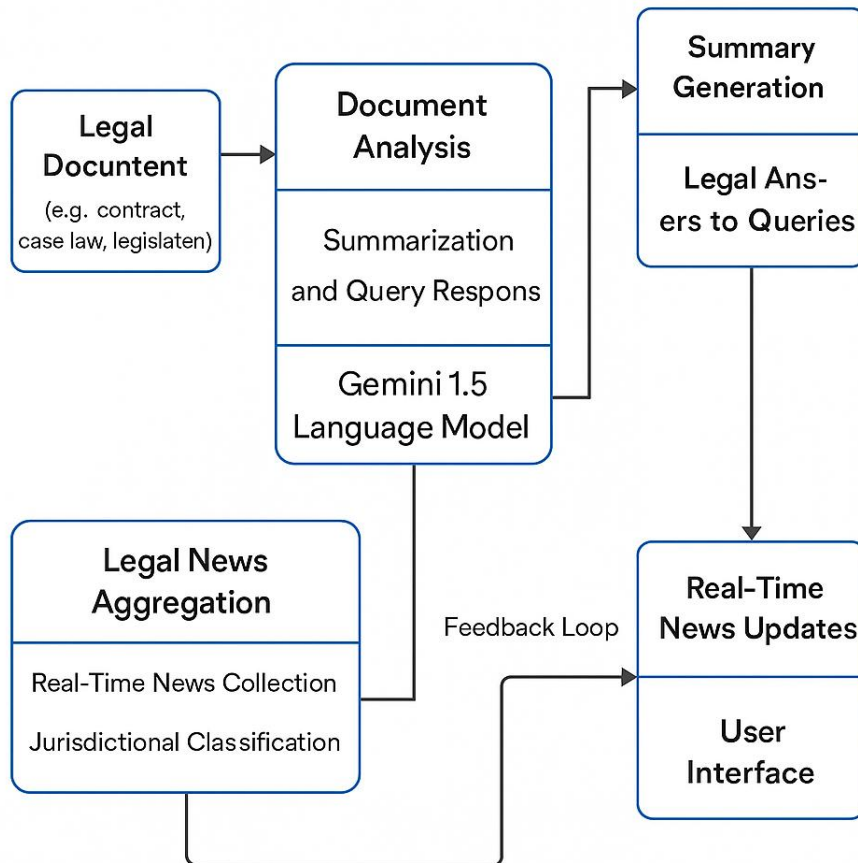 Legal
Documtent
(e.g. contract,
case law, legislaten)
Document
Analysis
Summarization
and Query Respons
Gemini 1.5
Language Model
Summary
Generation
Legal Ans-
ers to Queries
Legal News
Aggregation
Real-Time News Collection
Jurisdictional Classification
Feedback Loop
Real-Time
News Updates
User
Interface